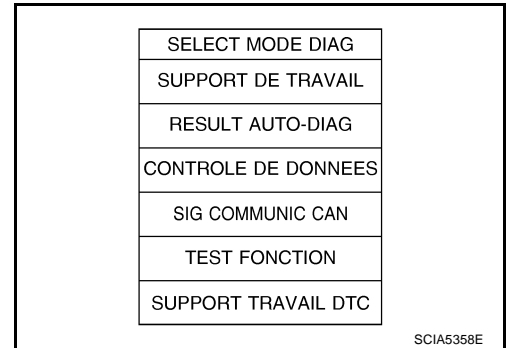 SELECT MODE DIAG
SUPPORT DE TRAVAIL
RESULT AUTO-DIAG
CONTROLE DE DONNEES
SIG COMMUNIC CAN
TEST FONCTION
SUPPORT TRAVAIL DTC
SCIA5358E